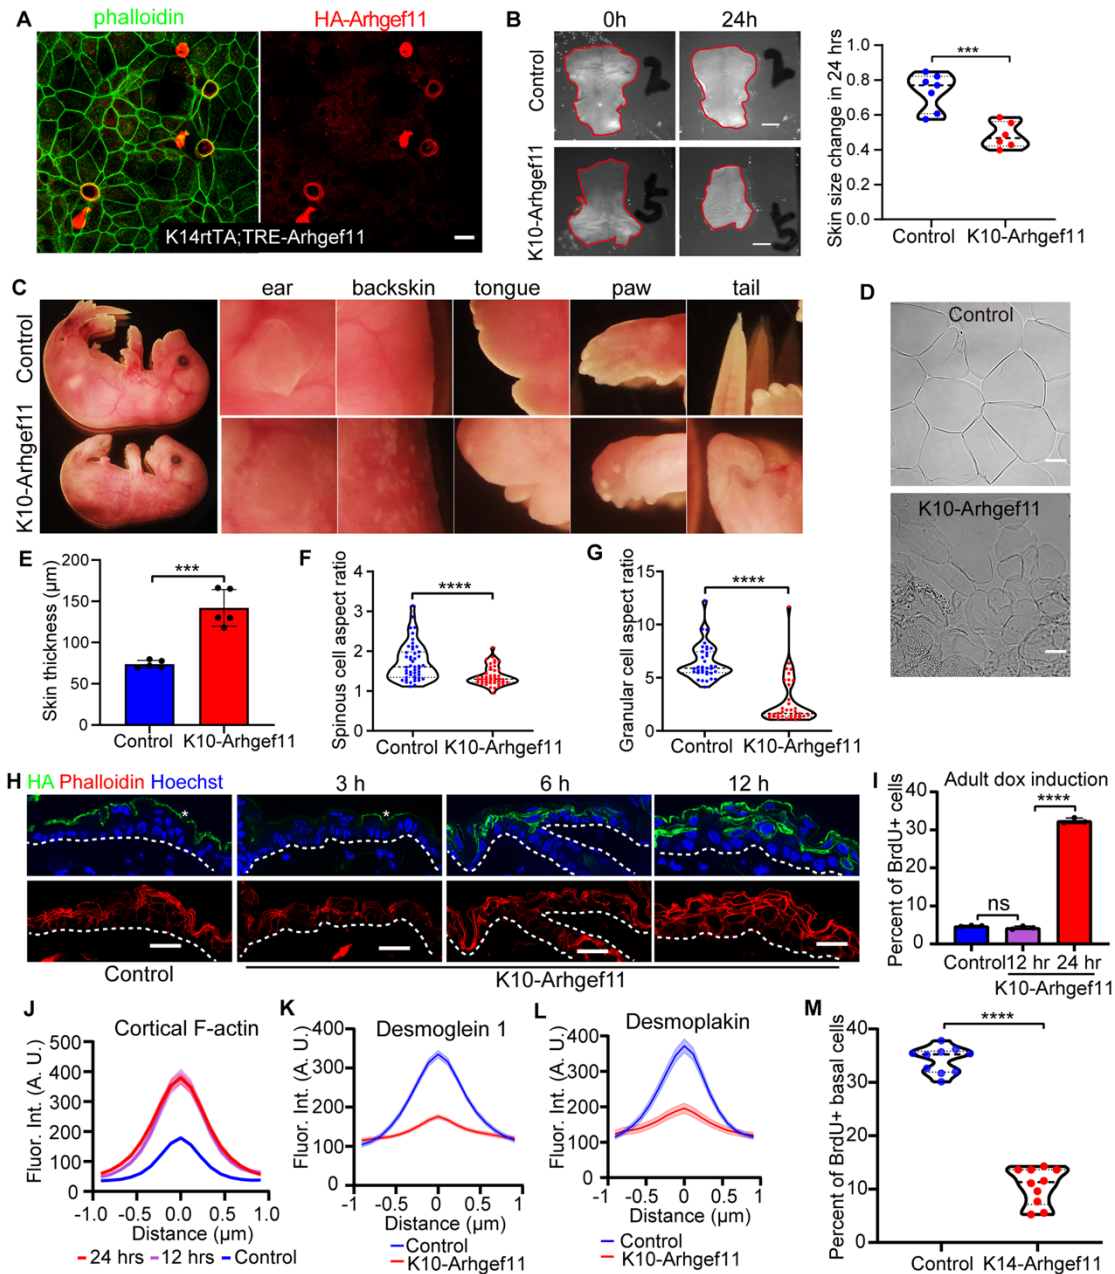 A
phalloidin
HA-Arhgef11
K14rtTA;TRE-Arhgef11
B
0h
24h
Control
K10-Arhgef11
2
2
5
5
Skin size change in 24 hrs
1.0
0.8
0.6
0.4
0.2
0.0
***
Control K10-Arhgef11
C
ear backskin tongue paw tail
Control
K10-Arhgef11
D
Control
K10-Arhgef11
E
Skin thickness (µm)
200
150
100
50
0
***
Control K10-Arhgef11
F
Spinous cell aspect ratio
4
3
2
1
0
****
Control K10-Arhgef11
G
Granular cell aspect ratio
15
10
5
0
****
Control K10-Arhgef11
H
HA Phalloidin Hoechst
3 h 6 h 12 h
*
*
Control
K10-Arhgef11
I
Adult dox induction
Percent of BrdU+ cells
40
30
20
10
0
ns
****
Control 12 hr 24 hr
K10-Arhgef11
J
Cortical F-actin
Fluor. Int. (A. U.)
500
400
300
200
100
0
-1.0 -0.5 0.0 0.5 1.0
Distance (µm)
24 hrs 12 hrs Control
K
Desmoglein 1
Fluor. Int. (A. U.)
400
300
200
100
0
-0.5 0.0 0.5
Distance (µm)
Control
K10-Arhgef11
L
Desmoplakin
Fluor. Int. (A. U.)
400
300
200
100
0
-0.5 0.0 0.5
Distance (µm)
Control
K10-Arhgef11
M
Percent of BrdU+ basal cells
40
30
20
10
0
****
Control K14-Arhgef11